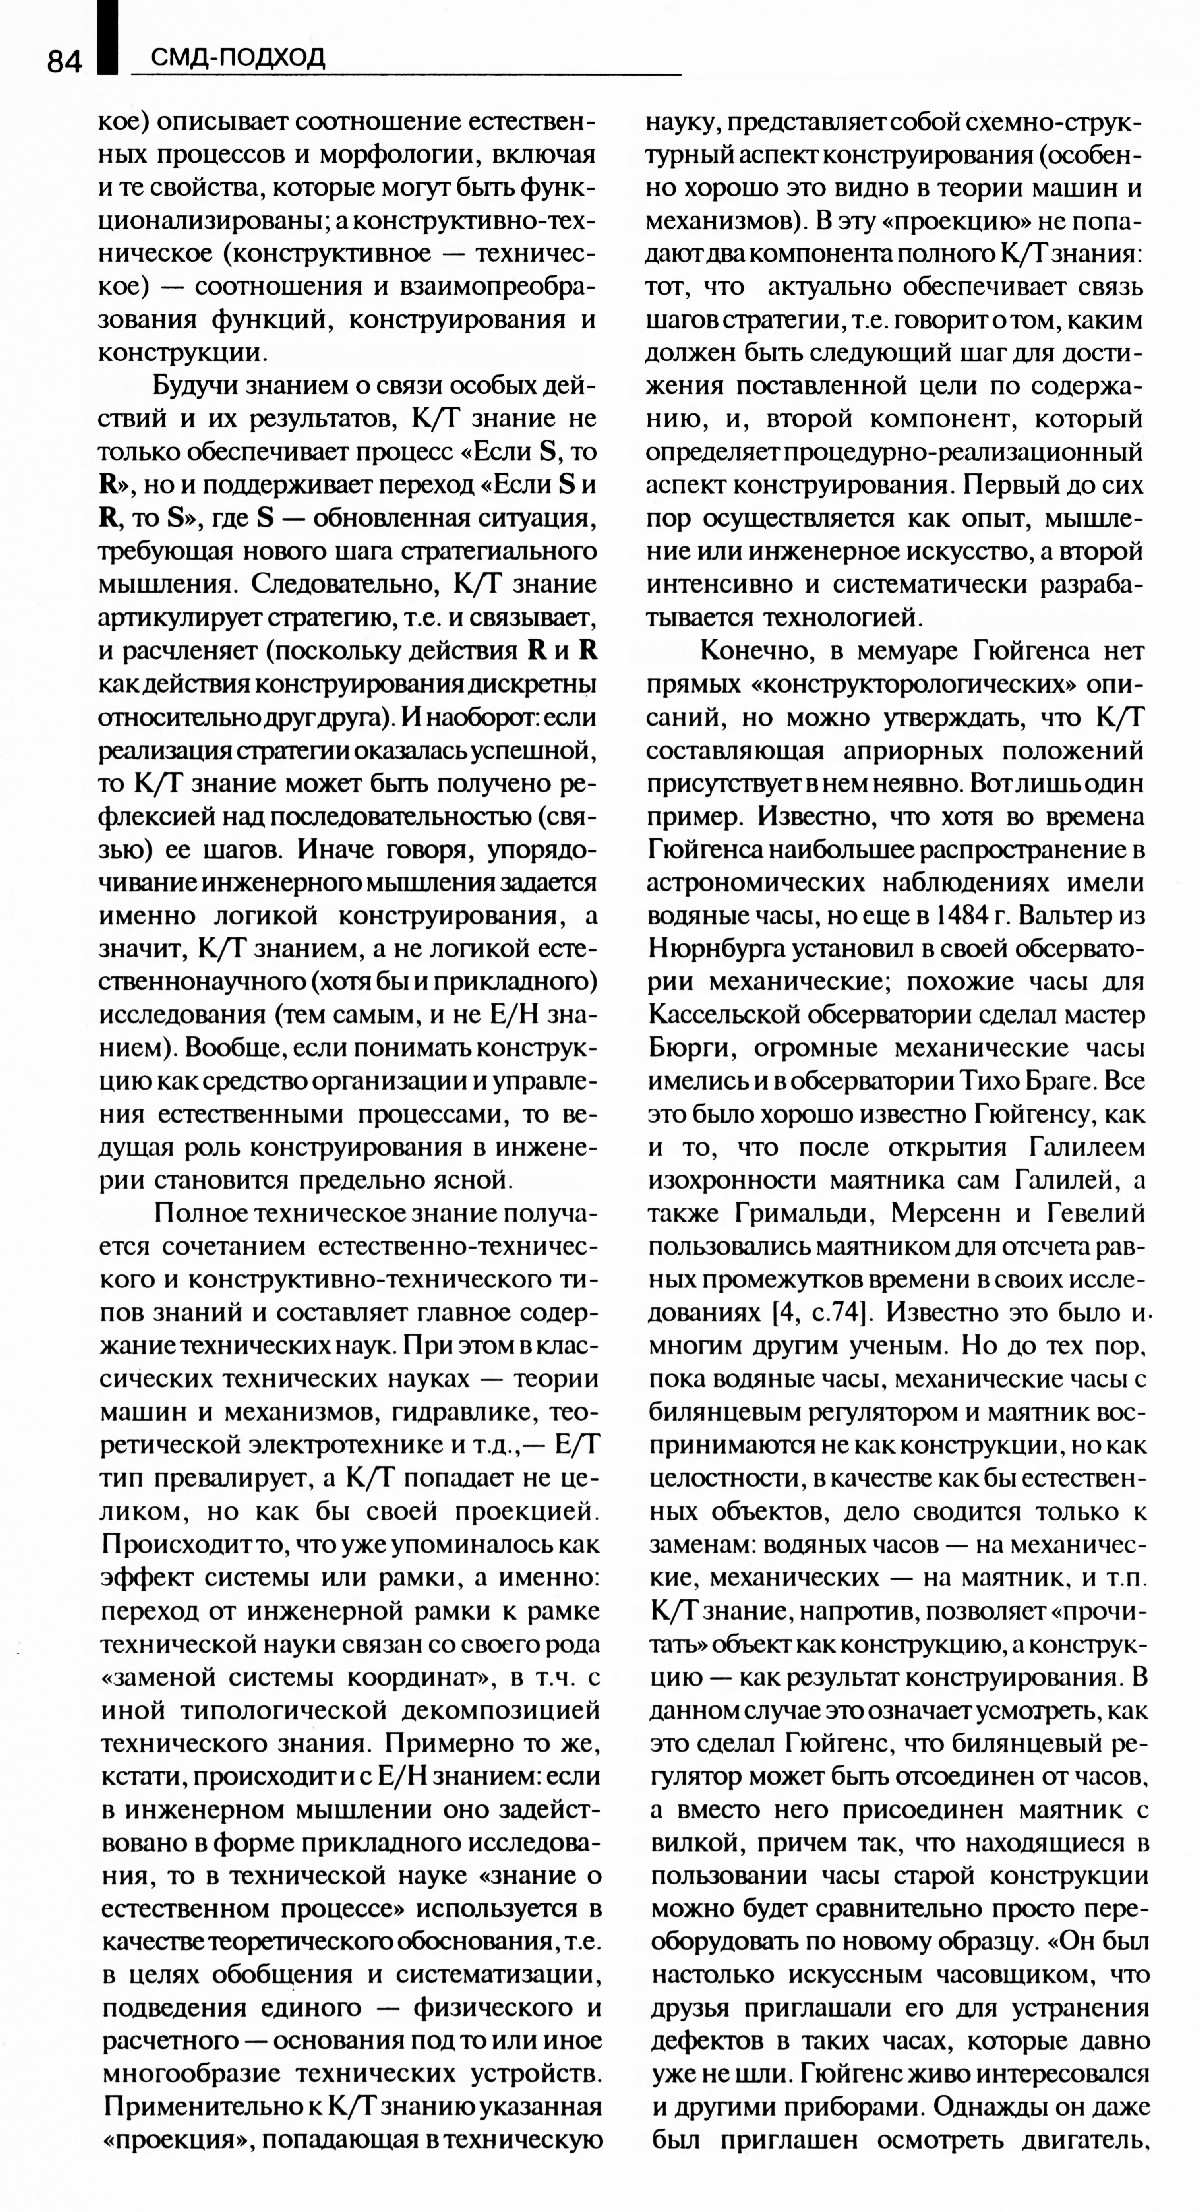 84
СМД-ПОДХОД
кое) описывает соотношение естествен-
ных процессов и морфологии, включая
и те свойства, которые могут быть функ-
ционализированы; а конструктивно-тех-
ническое (конструктивное — техничес-
кое) — соотношения и взаимопреобра-
зования функций, конструирования и
конструкции.
Будучи знанием о связи особых дей-
ствий и их результатов, К/Т знание не
только обеспечивает процесс «Если S, то
R», но и поддерживает переход «Если S и
R, то S», где S — обновленная ситуация,
требующая нового шага стратегиального
мышления. Следовательно, К/Т знание
артикулирует стратегию, т.е. и связывает,
и расчленяет (поскольку действия R и R
как действия конструирования дискретны
относительно друг друга). И наоборот: если
реализация стратегии оказалась успешной,
то К/Т знание может быть получено ре-
флексией над последовательностью (свя-
зью) ее шагов. Иначе говоря, упорядо-
чивание инженерного мышления задается
именно логикой конструирования, а
значит, К/Т знанием, а не логикой есте-
ственнонаучного (хотя бы и прикладного)
исследования (тем самым, и не Е/Н зна-
нием). Вообще, если понимать конструк-
цию как средство организации и управле-
ния естественными процессами, то ве-
дущая роль конструирования в инжене-
рии становится предельно ясной.
Полное техническое знание получа-
ется сочетанием естественно-техничес-
кого и конструктивно-технического ти-
пов знаний и составляет главное содер-
жание технических наук. При этом в клас-
сических технических науках — теории
машин и механизмов, гидравлике, тео-
ретической электротехнике и т.д.,— Е/Т
тип превалирует, а К/Т попадает не це-
ликом, но как бы своей проекцией.
Происходит то, что уже упоминалось как
эффект системы или рамки, а именно:
переход от инженерной рамки к рамке
технической науки связан со своего рода
«заменой системы координат», в т.ч. с
иной типологической декомпозицией
технического знания. Примерно то же,
кстати, происходит и с Е/Н знанием: если
в инженерном мышлении оно задейст-
вовано в форме прикладного исследова-
ния, то в технической науке «знание о
естественном процессе» используется в
качестве теоретического обоснования, т.е.
в целях обобщения и систематизации,
подведения единого — физического и
расчетного — основания под то или иное
многообразие технических устройств.
Применительно к К/Т знанию указанная
«проекция», попадающая в техническую
науку, представляет собой схемно-струк-
турный аспект конструирования (особен-
но хорошо это видно в теории машин и
механизмов). В эту «проекцию» не попа-
дают два компонента полного К/Т знания:
тот, что актуально обеспечивает связь
шагов стратегии, т.е. говорит о том, каким
должен быть следующий шаг для дости-
жения поставленной цели по содержа-
нию, и, второй компонент, который
определяет процедурно-реализационный
аспект конструирования. Первый до сих
пор осуществляется как опыт, мышле-
ние или инженерное искусство, а второй
интенсивно и систематически разраба-
тывается технологией.
Конечно, в мемуаре Гюйгенса нет
прямых «конструкторологических» опи-
саний, но можно утверждать, что К/Т
составляющая априорных положений
присутствует в нем неявно. Вот лишь один
пример. Известно, что хотя во времена
Гюйгенса наибольшее распространение в
астрономических наблюдениях имели
водяные часы, но еще в 1484 г. Вальтер из
Нюрнбурга установил в своей обсервато-
рии механические; похожие часы для
Кассельской обсерватории сделал мастер
Бюрги, огромные механические часы
имелись и в обсерватории Тихо Браге. Все
это было хорошо известно Гюйгенсу, как
и то, что после открытия Галилеем
изохронности маятника сам Галилей, а
также Гримальди, Мерсенн и Гевелий
пользовались маятником для отсчета рав-
ных промежутков времени в своих иссле-
дованиях [4, с.74]. Известно это было и
многим другим ученым. Но до тех пор,
пока водяные часы, механические часы с
билянцевым регулятором и маятник вос-
принимаются не как конструкции, но как
целостности, в качестве как бы естествен-
ных объектов, дело сводится только к
заменам: водяных часов — на механичес-
кие, механических — на маятник, и т.п.
К/Т знание, напротив, позволяет «прочи-
тать» объект как конструкцию, а конструк-
цию — как результат конструирования. В
данном случае это означает усмотреть, как
это сделал Гюйгенс, что билянцевый ре-
гулятор может быть отсоединен от часов,
а вместо него присоединен маятник с
вилкой, причем так, что находящиеся в
пользовании часы старой конструкции
можно будет сравнительно просто пере-
оборудовать по новому образцу. «Он был
настолько искуссным часовщиком, что
друзья приглашали его для устранения
дефектов в таких часах, которые давно
уже не шли. Гюйгенс живо интересовался
и другими приборами. Однажды он даже
был приглашен осмотреть двигатель,